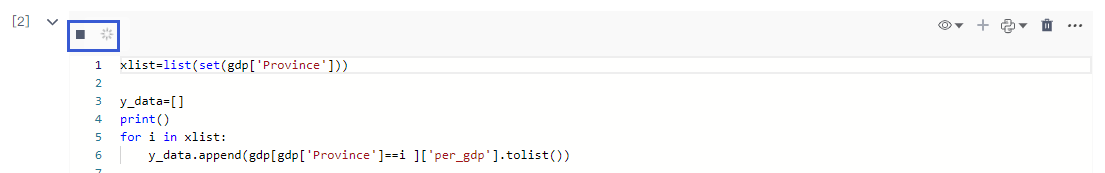 [2]
1 xlist=list(set(gdp['Province']))
2
3 y_data=[]
4 print()
5 for i in xlist:
6     y_data.append(gdp[gdp['Province']==i ]['per_gdp'].tolist())